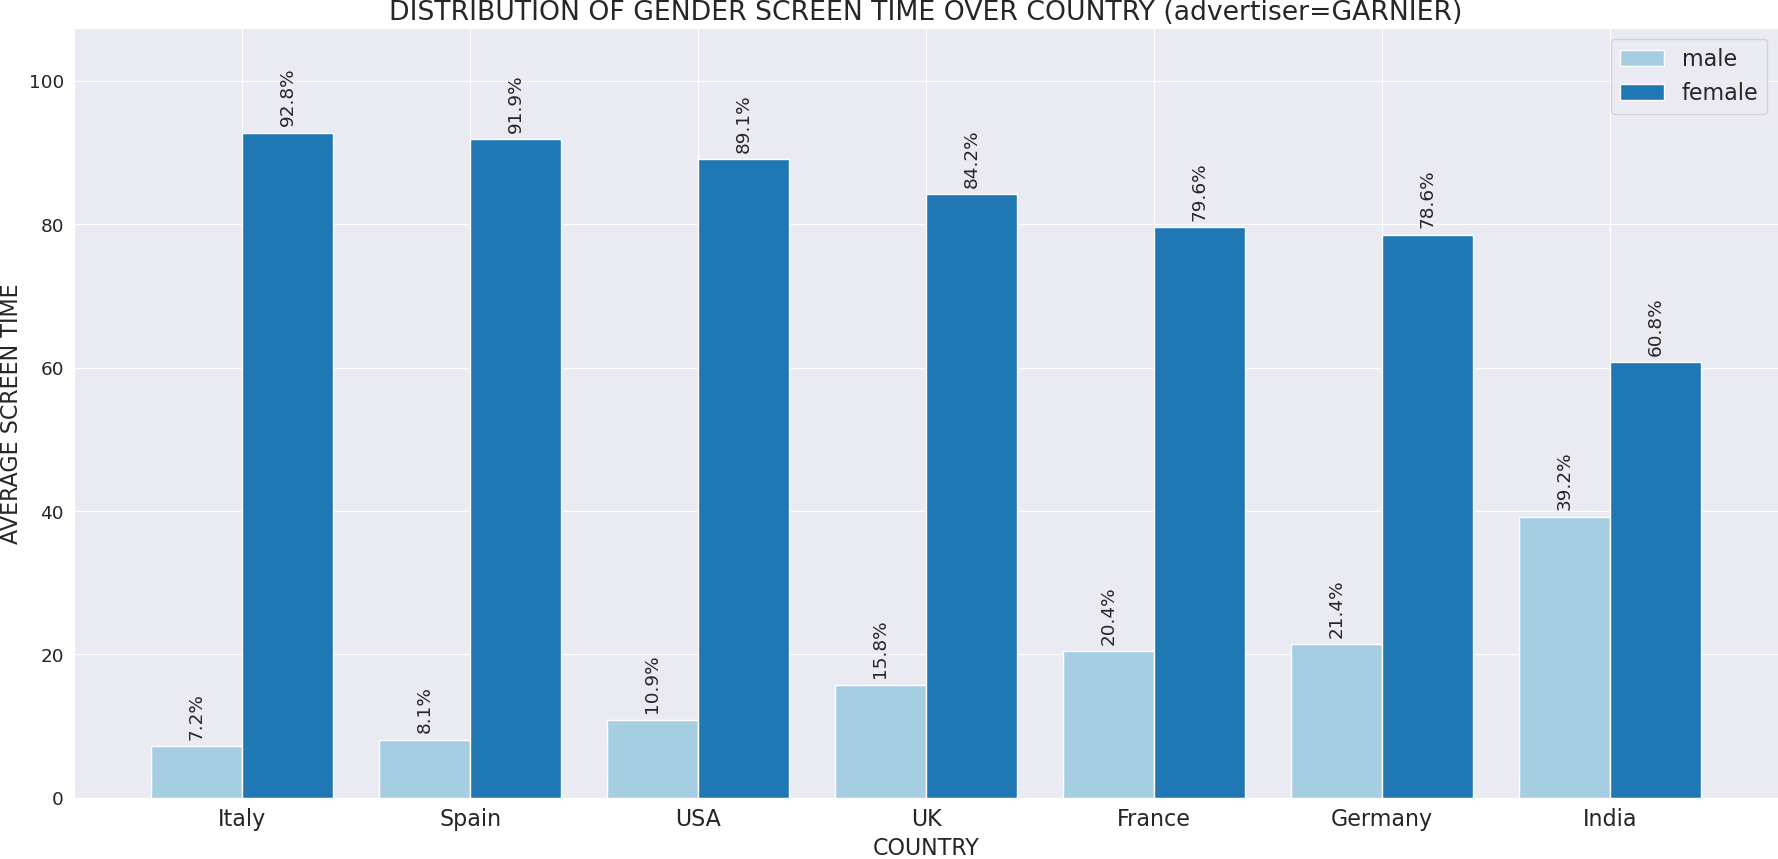 DISTRIBUTION OF GENDER SCREEN TIME OVER COUNTRY (advertiser=GARNIER)
male
female
AVERAGE SCREEN TIME
100
80
60
40
20
0
7.2%
92.8%
8.1%
91.9%
10.9%
89.1%
15.8%
84.2%
20.4%
79.6%
21.4%
78.6%
39.2%
60.8%
Italy
Spain
USA
UK
France
Germany
India
COUNTRY